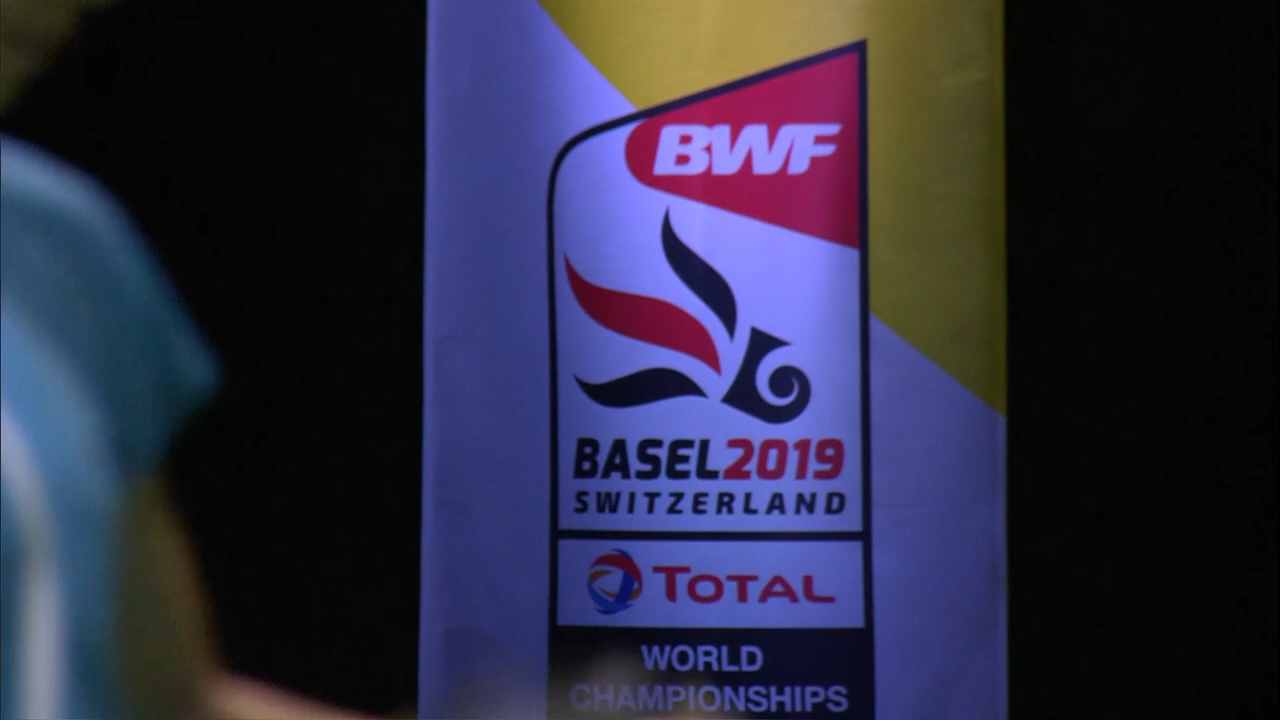 BWF
BASEL2019
SWITZERLAND
TOTAL
WORLD
CHAMPIONSHIPS